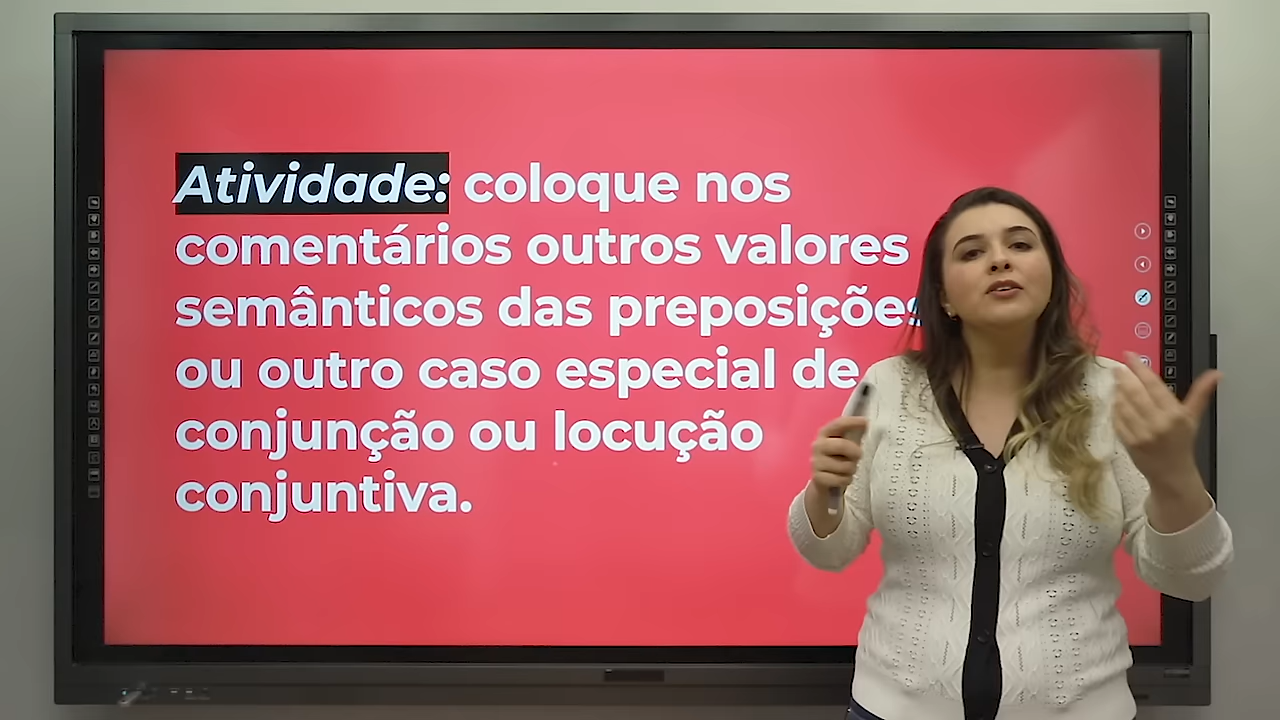 Atividade: coloque nos
comentários outros valores
semânticos das preposições
ou outro caso especial de
conjunção ou locução
conjuntiva.